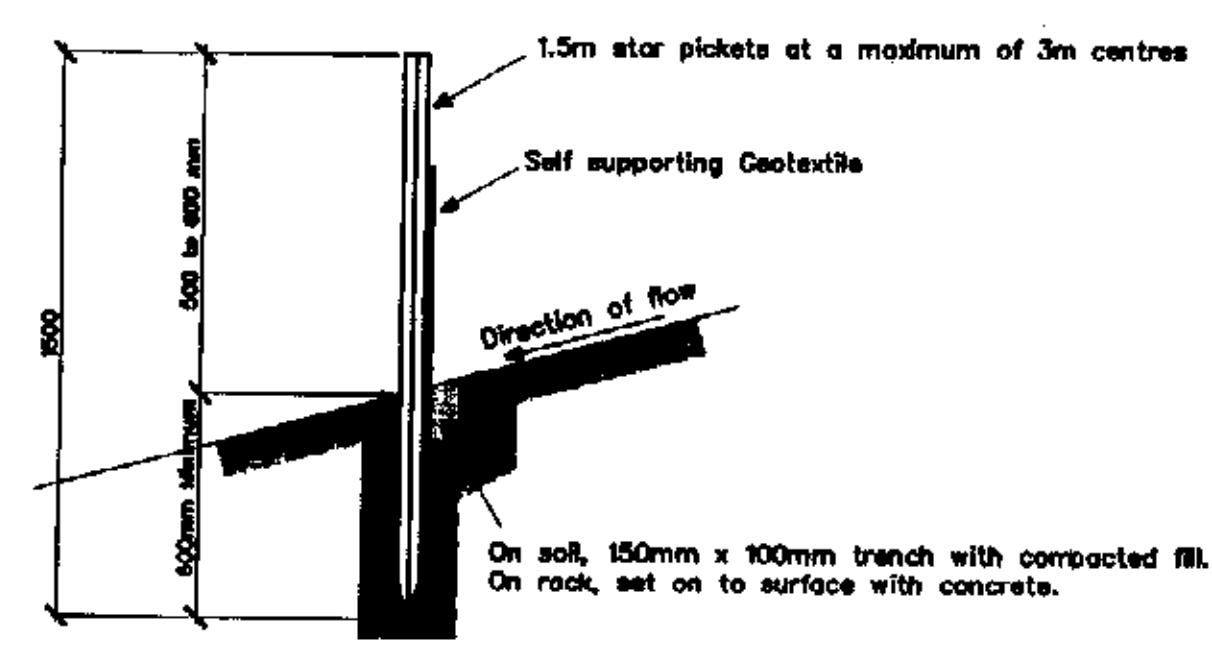 1.5m star pickets at a maximum of 3m centres
Self supporting Geotextile
500 to 600 mm
1500
Direction of flow
600mm Minimum
On soil, 150mm x 100mm trench with compacted fill.
On rock, set on to surface with concrete.